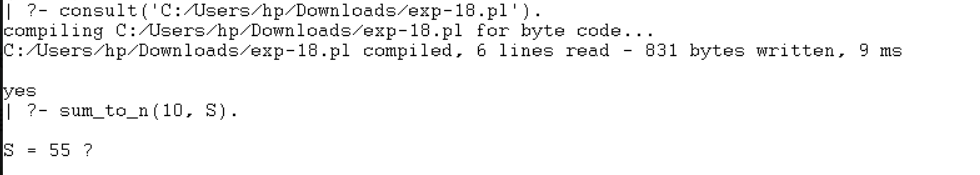 | ?- consult('C:/Users/hp/Downloads/exp-18.pl').
compiling C:/Users/hp/Downloads/exp-18.pl for byte code...
C:/Users/hp/Downloads/exp-18.pl compiled, 6 lines read - 831 bytes written, 9 ms
yes
| ?- sum_to_n(10, S).
S = 55 ?